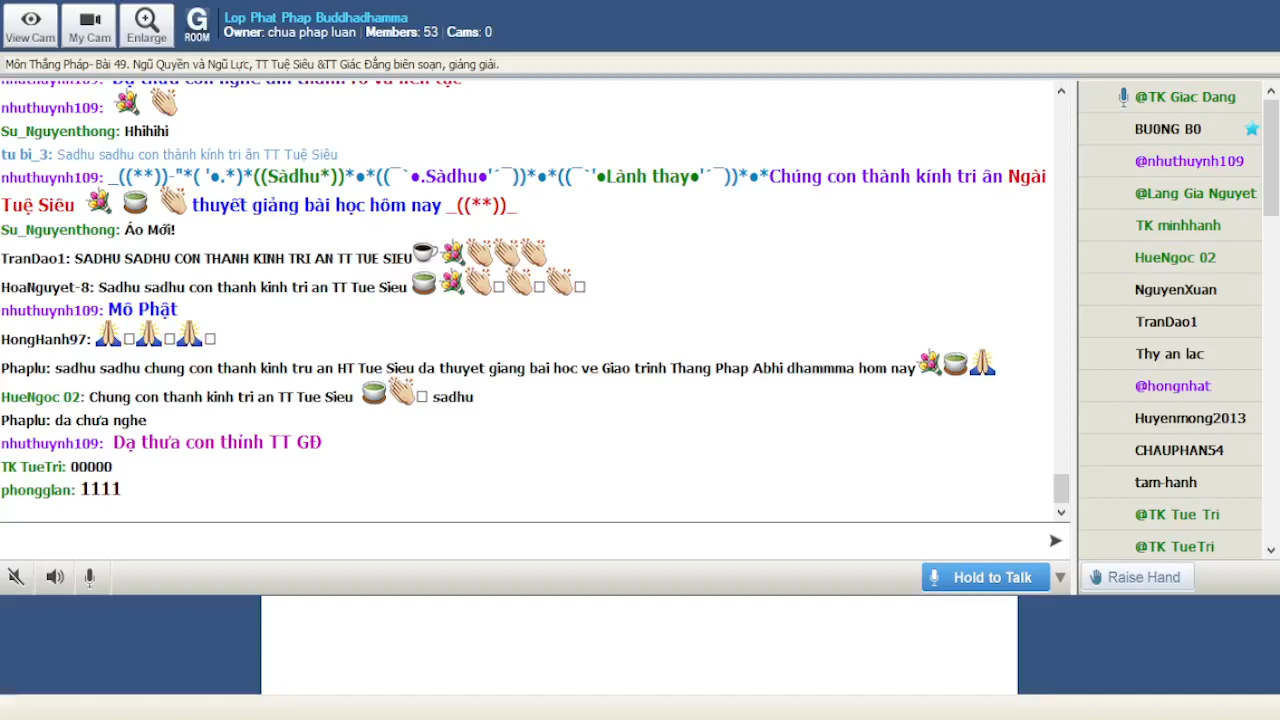 View Cam
My Cam
Enlarge
G
ROOM
Lop Phat Phap Buddhadhamma
Owner: chua phap luan | Members: 53 | Cams: 0
Môn Thắng Pháp- Bài 49. Ngũ Quyền và Ngũ Lực, TT Tuệ Siêu &TT Giác Đẳng biên soạn, giảng giải.
nhuthuynh109:
Su_Nguyenthong: Hhihihi
tu bi_3: Sadhu sadhu con thành kính tri ân TT Tuệ Siêu
nhuthuynh109: _((**))-"*( '●.*)*((Sàdhu*))*●*((¯`●.Sàdhu●'´¯))*●*((¯`'●Lành thay●'´¯))*●*Chúng con thành kính tri ân Ngài
Tuệ Siêu thuyết giảng bài học hôm nay _((**))_
Su_Nguyenthong: Áo Mới!
TranDao1: SADHU SADHU CON THANH KINH TRI AN TT TUE SIEU
HoaNguyet-8: Sadhu sadhu con thanh kinh tri an TT Tue Sieu
nhuthuynh109: Mô Phật
HongHanh97:
Phaplu: sadhu sadhu chung con thanh kinh tru an HT Tue Sieu da thuyet giang bai hoc ve Giao trinh Thang Phap Abhi dhammma hom nay
HueNgoc 02: Chung con thanh kinh tri an TT Tue Sieu sadhu
Phaplu: da chưa nghe
nhuthuynh109: Dạ thưa con thỉnh TT GĐ
TK TueTri: 00000
phongglan: 1111
Hold to Talk
@TK Giac Dang
BU0NG B0
@nhuthuynh109
@Lang Gia Nguyet
TK minhhanh
HueNgoc 02
NguyenXuan
TranDao1
Thy an lac
@hongnhat
Huyenmong2013
CHAUPHAN54
tam-hanh
@TK Tue Tri
@TK TueTri
Raise Hand